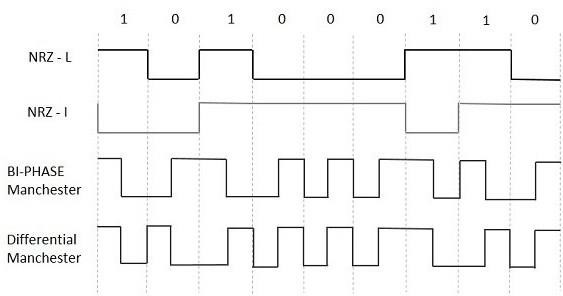 1 0 1 0 0 0 1 1 0
NRZ - L
NRZ - I
BI-PHASE
Manchester
Differential
Manchester